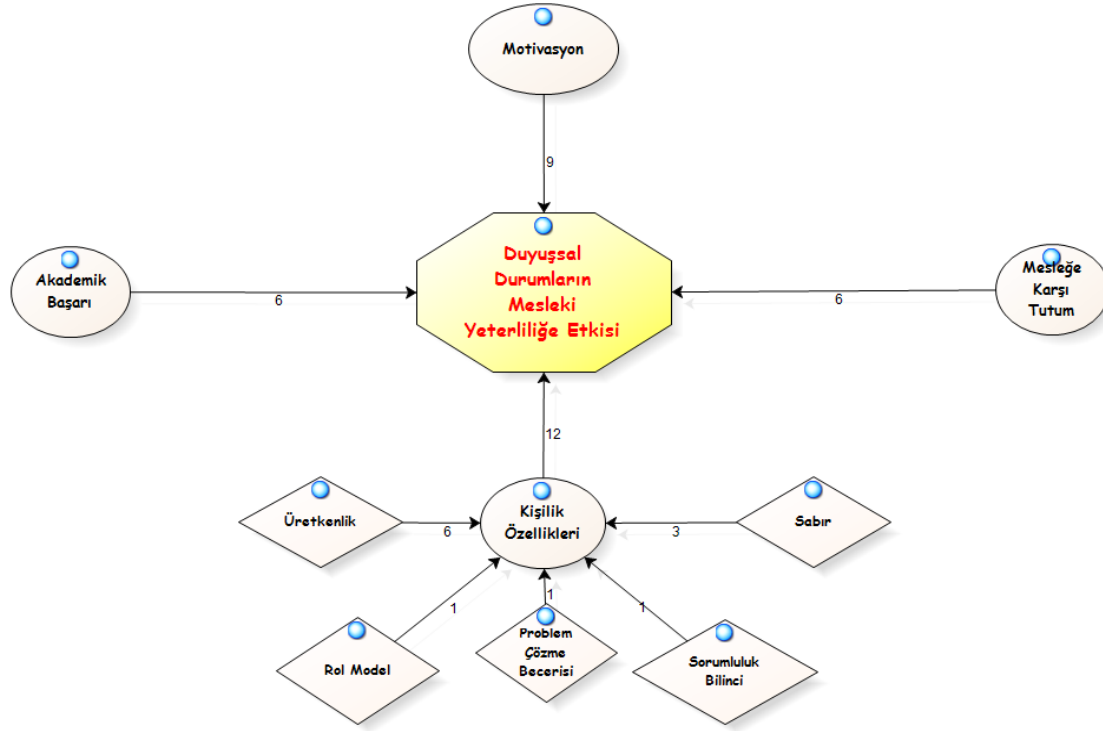 Motivasyon
9
Akademik
Başarı
6
Duyuşsal
Durumların
Mesleki
Yeterliliğe Etkisi
6
Mesleğe
Karşı
Tutum
12
Üretkenlik
6
Kişilik
Özellikleri
3
Sabır
1
1
1
Rol Model
Problem
Çözme
Becerisi
Sorumluluk
Bilinci